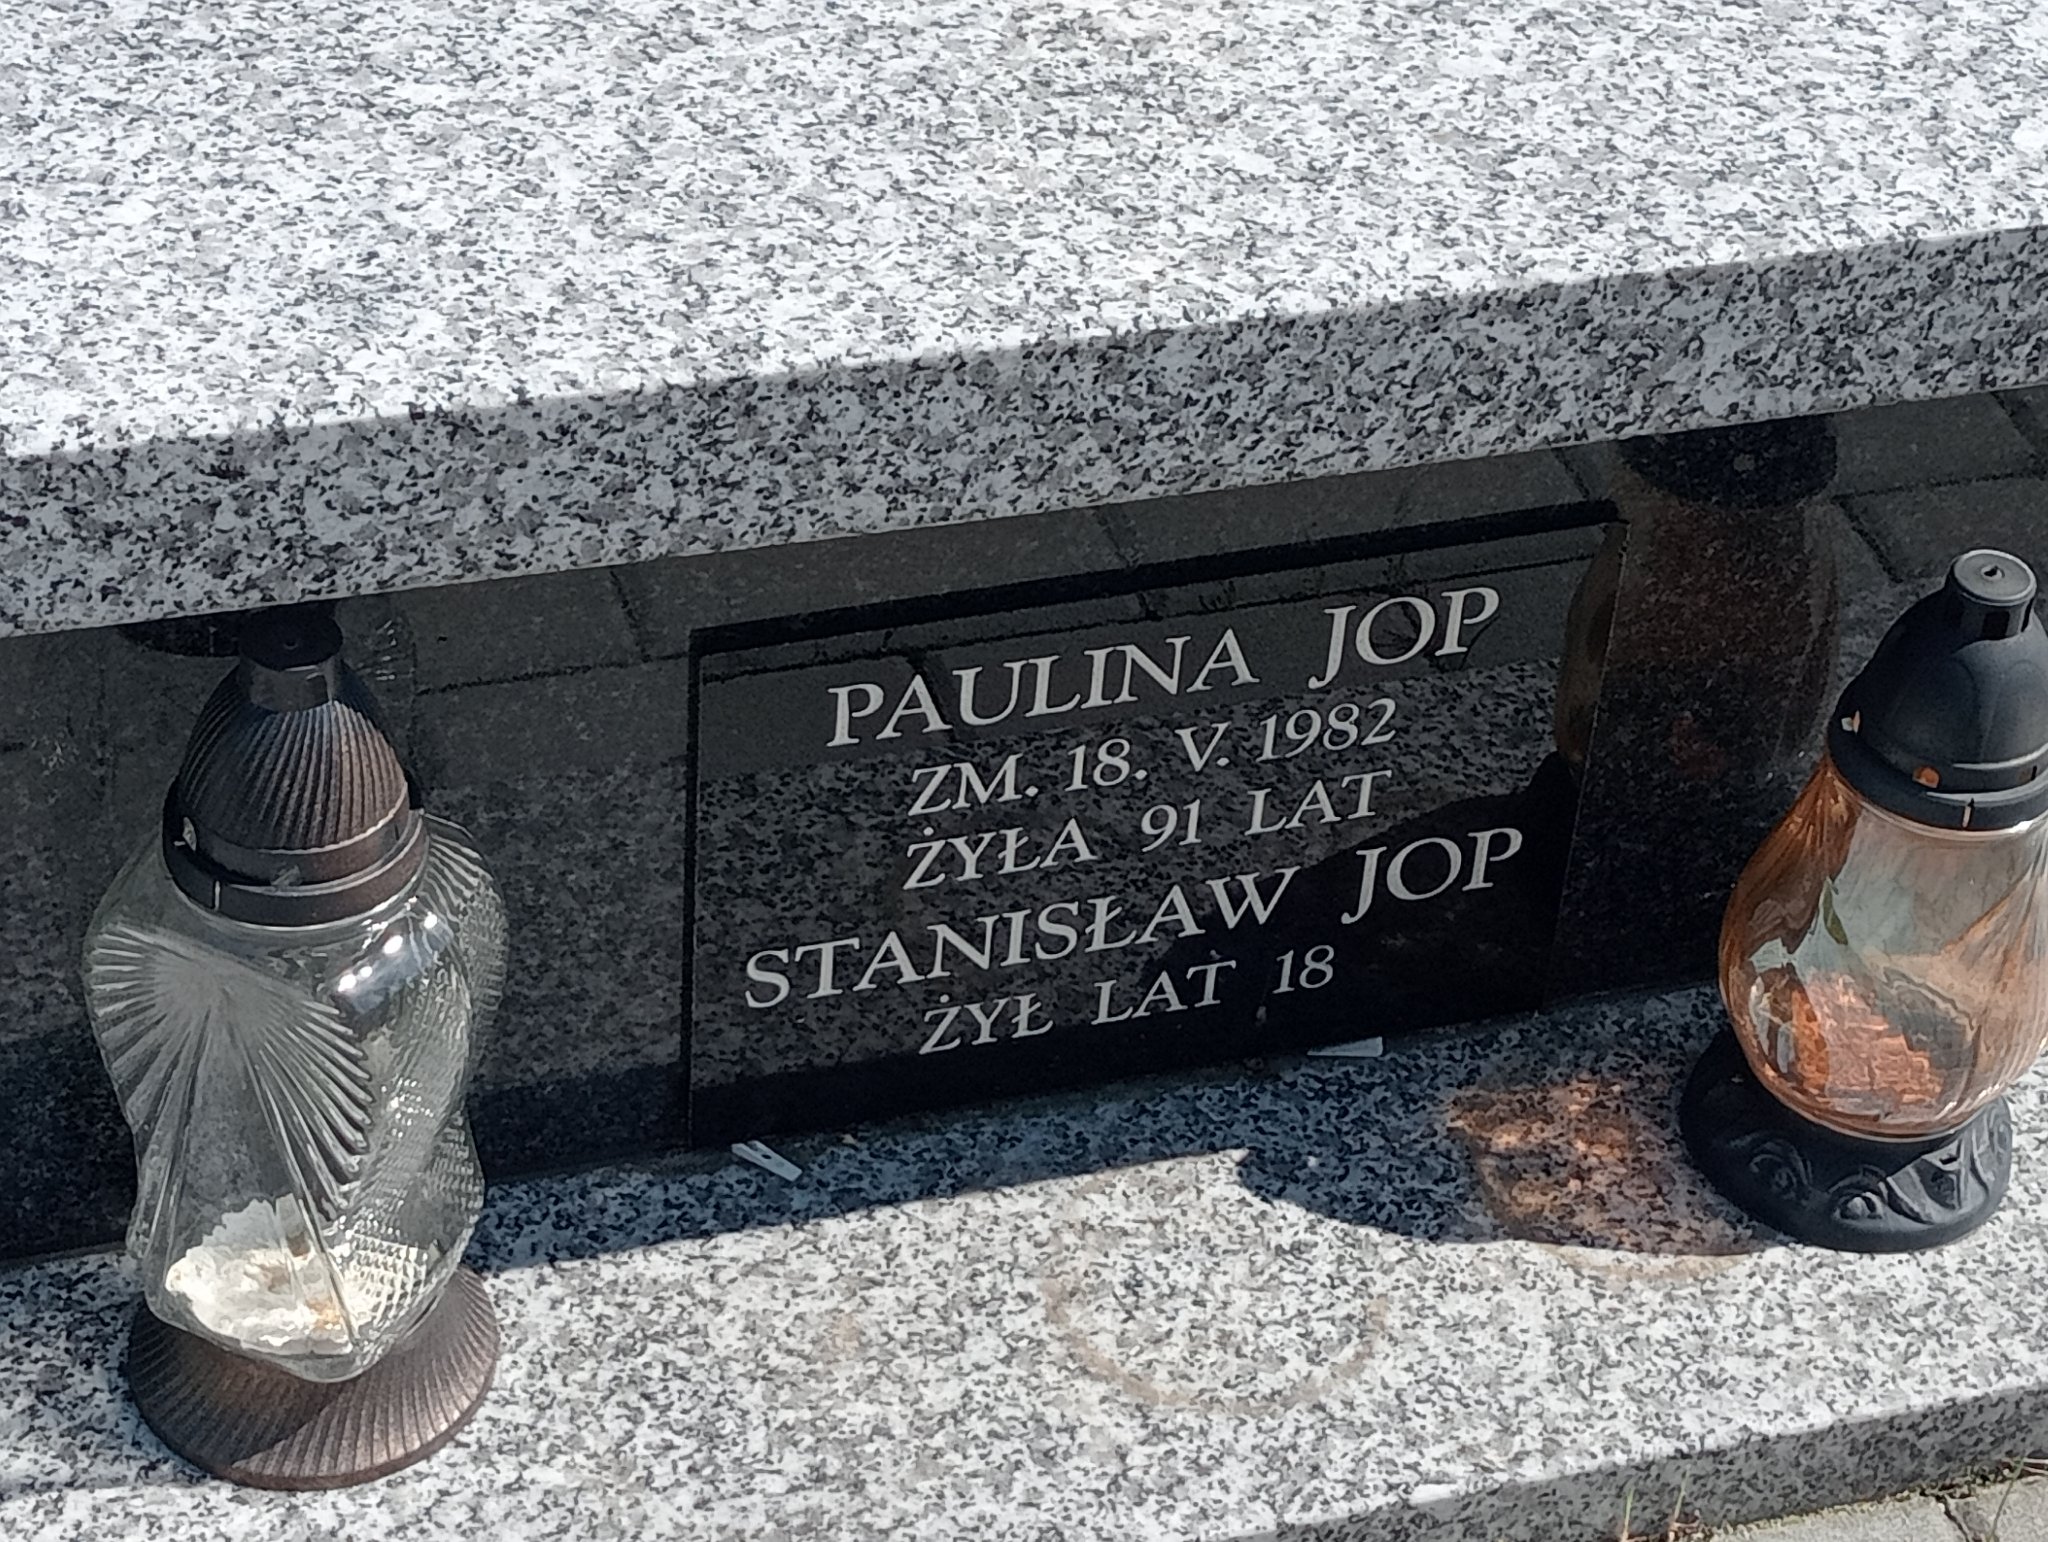 PAULINA JOP
ZM. 18. V. 1982
ŻYŁA 91 LAT
STANISŁAW JOP
ŻYŁ LAT 18